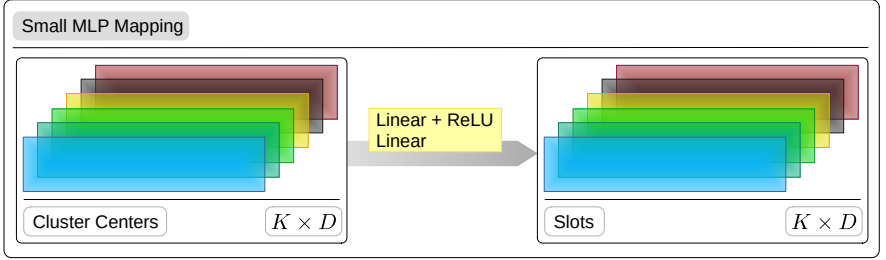 Small MLP Mapping
Linear + ReLU
Linear
Cluster Centers
K × D
Slots
K × D